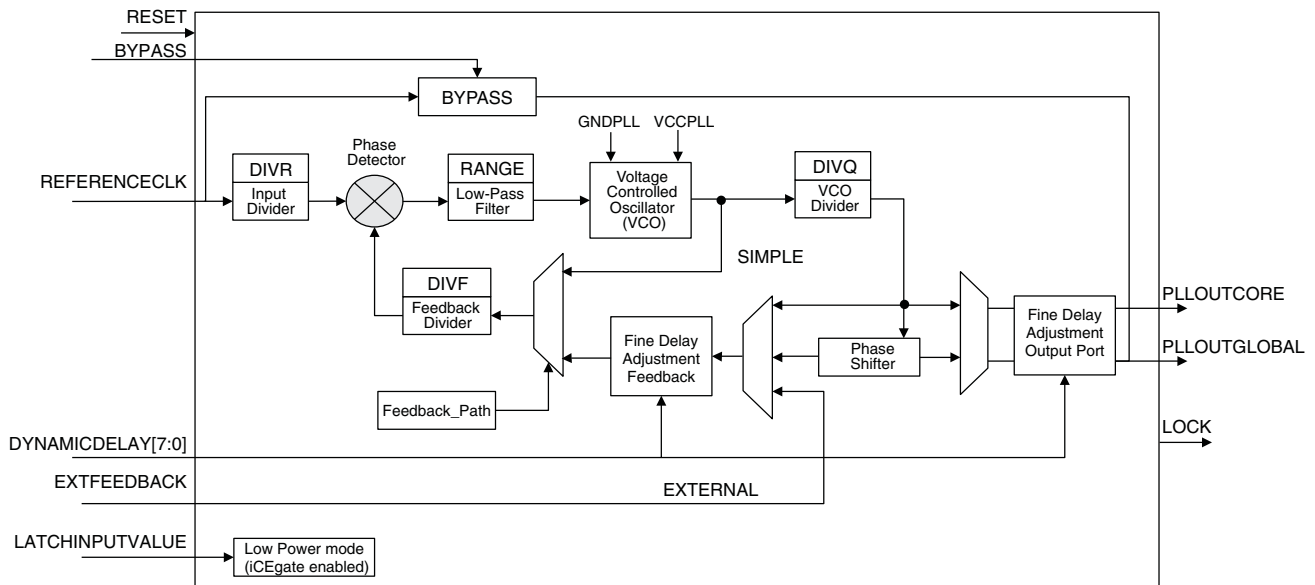 RESET
BYPASS
BYPASS
GNDPLL
VCCPLL
Phase
Detector
REFERENCECLK
DIVR
Input
Divider
RANGE
Low-Pass
Filter
Voltage
Controlled
Oscillator
(VCO)
DIVQ
VCO
Divider
SIMPLE
DIVF
Feedback
Divider
Fine Delay
Adjustment
Feedback
Phase
Shifter
Fine Delay
Adjustment
Output Port
PLLOUTCORE
PLLOUTGLOBAL
Feedback_Path
DYNAMICDELAY[7:0]
LOCK
EXTFEEDBACK
EXTERNAL
LATCHINPUTVALUE
Low Power mode
(iCEgate enabled)